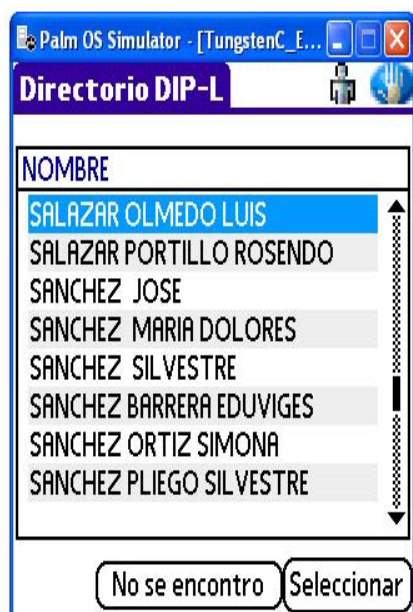 Palm OS Simulator - [TungstenC_E...
Directorio DIP-L
NOMBRE
SALAZAR OLMEDO LUIS
SALAZAR PORTILLO ROSENDO
SANCHEZ JOSE
SANCHEZ MARIA DOLORES
SANCHEZ SILVESTRE
SANCHEZ BARRERA EDUVIGES
SANCHEZ ORTIZ SIMONA
SANCHEZ PLIEGO SILVESTRE
No se encontro Seleccionar